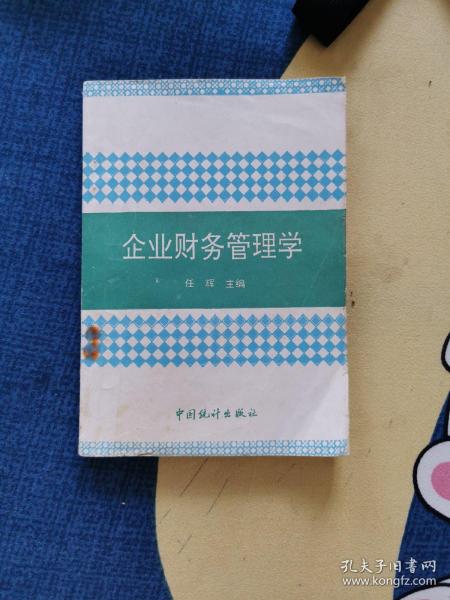 企业财务管理学
任辉 主编
中国统计出版社
孔夫子旧书网
www.kongfz.com